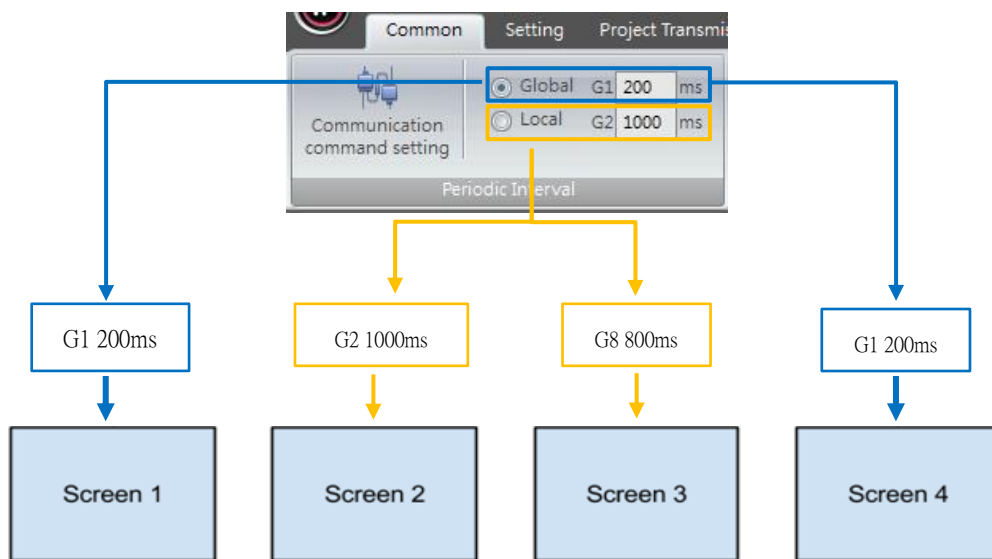 Common Setting Project Transmis
Global G1 200 ms
Local G2 1000 ms
Communication
command setting
Periodic Interval
G1 200ms
G2 1000ms
G8 800ms
G1 200ms
Screen 1
Screen 2
Screen 3
Screen 4